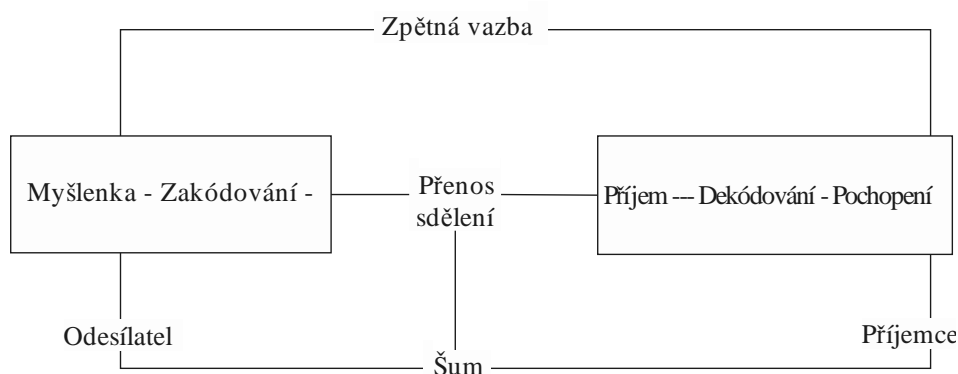 Zpětná vazba
Myšlenka - Zakódování -
Přenos
sdělení
Příjem --- Dekódování - Pochopení
Odesílatel
Příjemce
Šum